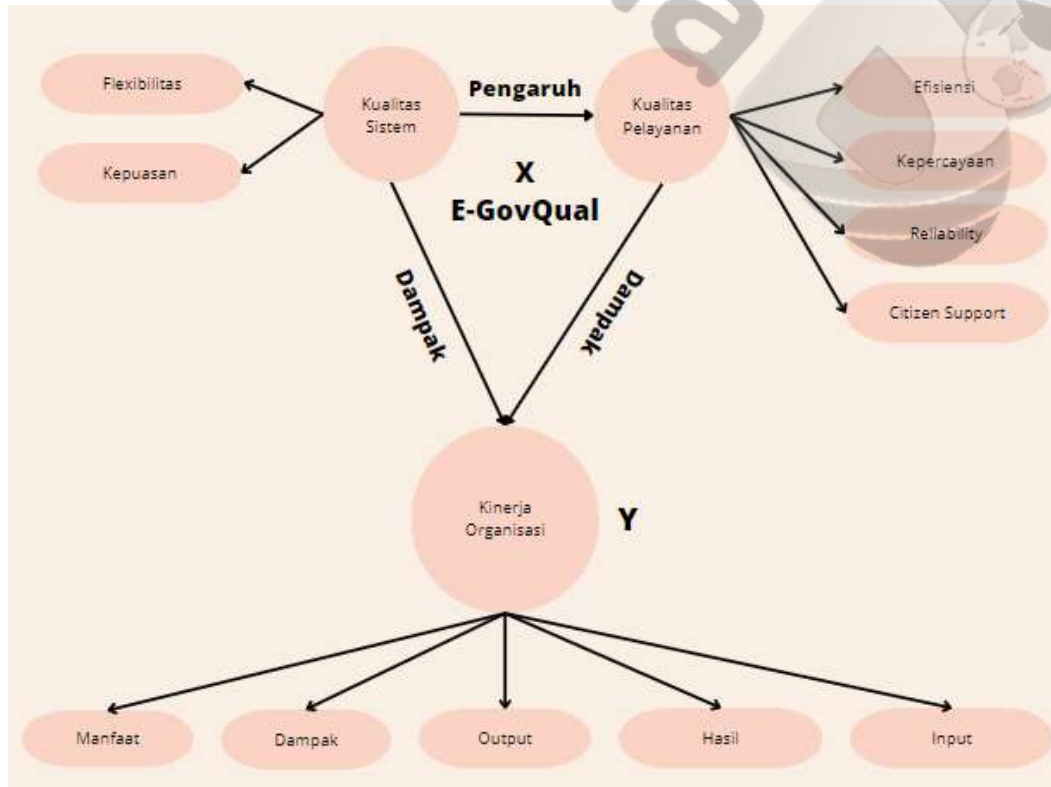 Flexibilitas
Kepuasan
Kualitas
Sistem
Pengaruh
Kualitas
Pelayanan
X
E-GovQual
Efisiensi
Kepercayaan
Reliability
Citizen Support
Dampak
Dampak
Kinerja
Organisasi
Y
Manfaat
Dampak
Output
Hasil
Input